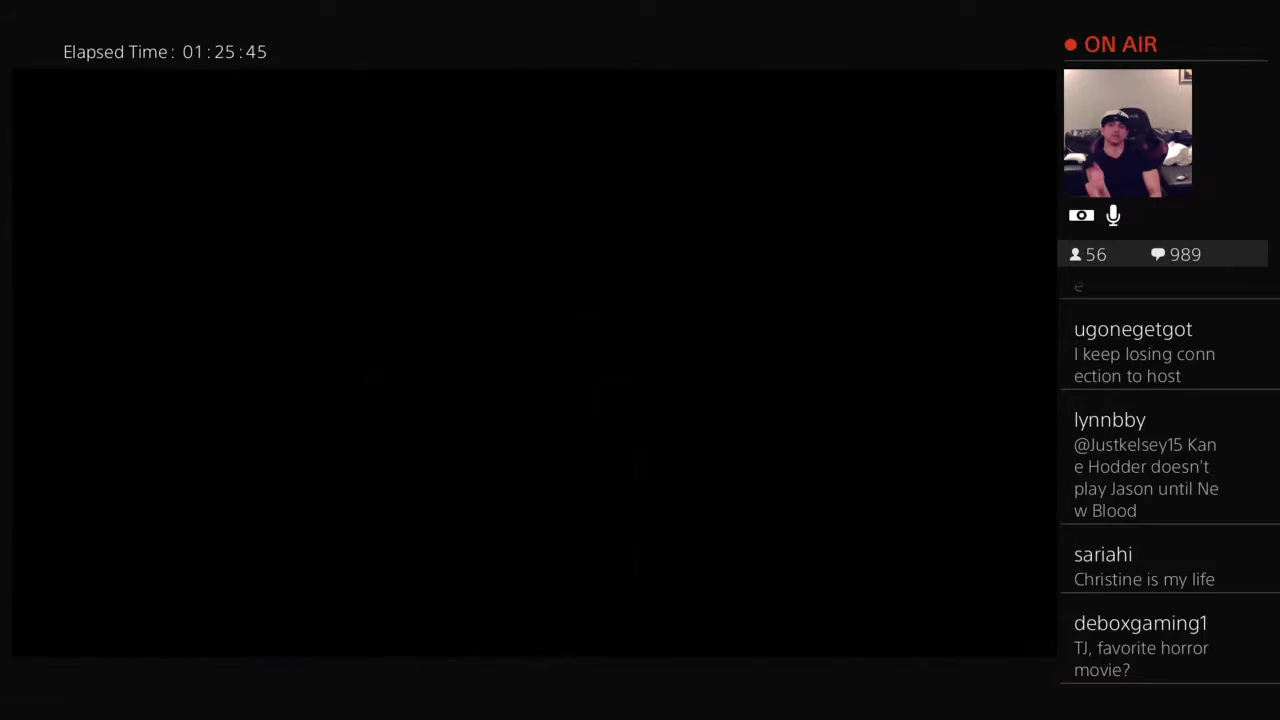 Elapsed Time: 01:25:45
ON AIR
56 989
e
ugonegetgot
I keep losing conn
ection to host
lynnbby
@Justkelsey15 Kan
e Hodder doesn't
play Jason until Ne
w Blood
sariahi
Christine is my life
deboxgaming1
TJ, favorite horror
movie?